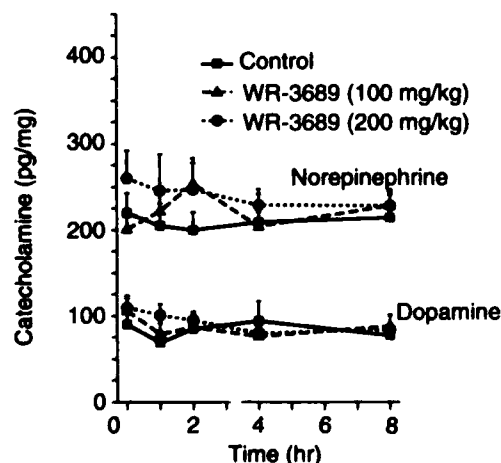 Catecholamine (pg/mg)
400
300
250
200
100
0
Control
WR-3689 (100 mg/kg)
WR-3689 (200 mg/kg)
Norepinephrine
Dopamine
0 2 4 6 8
Time (hr)